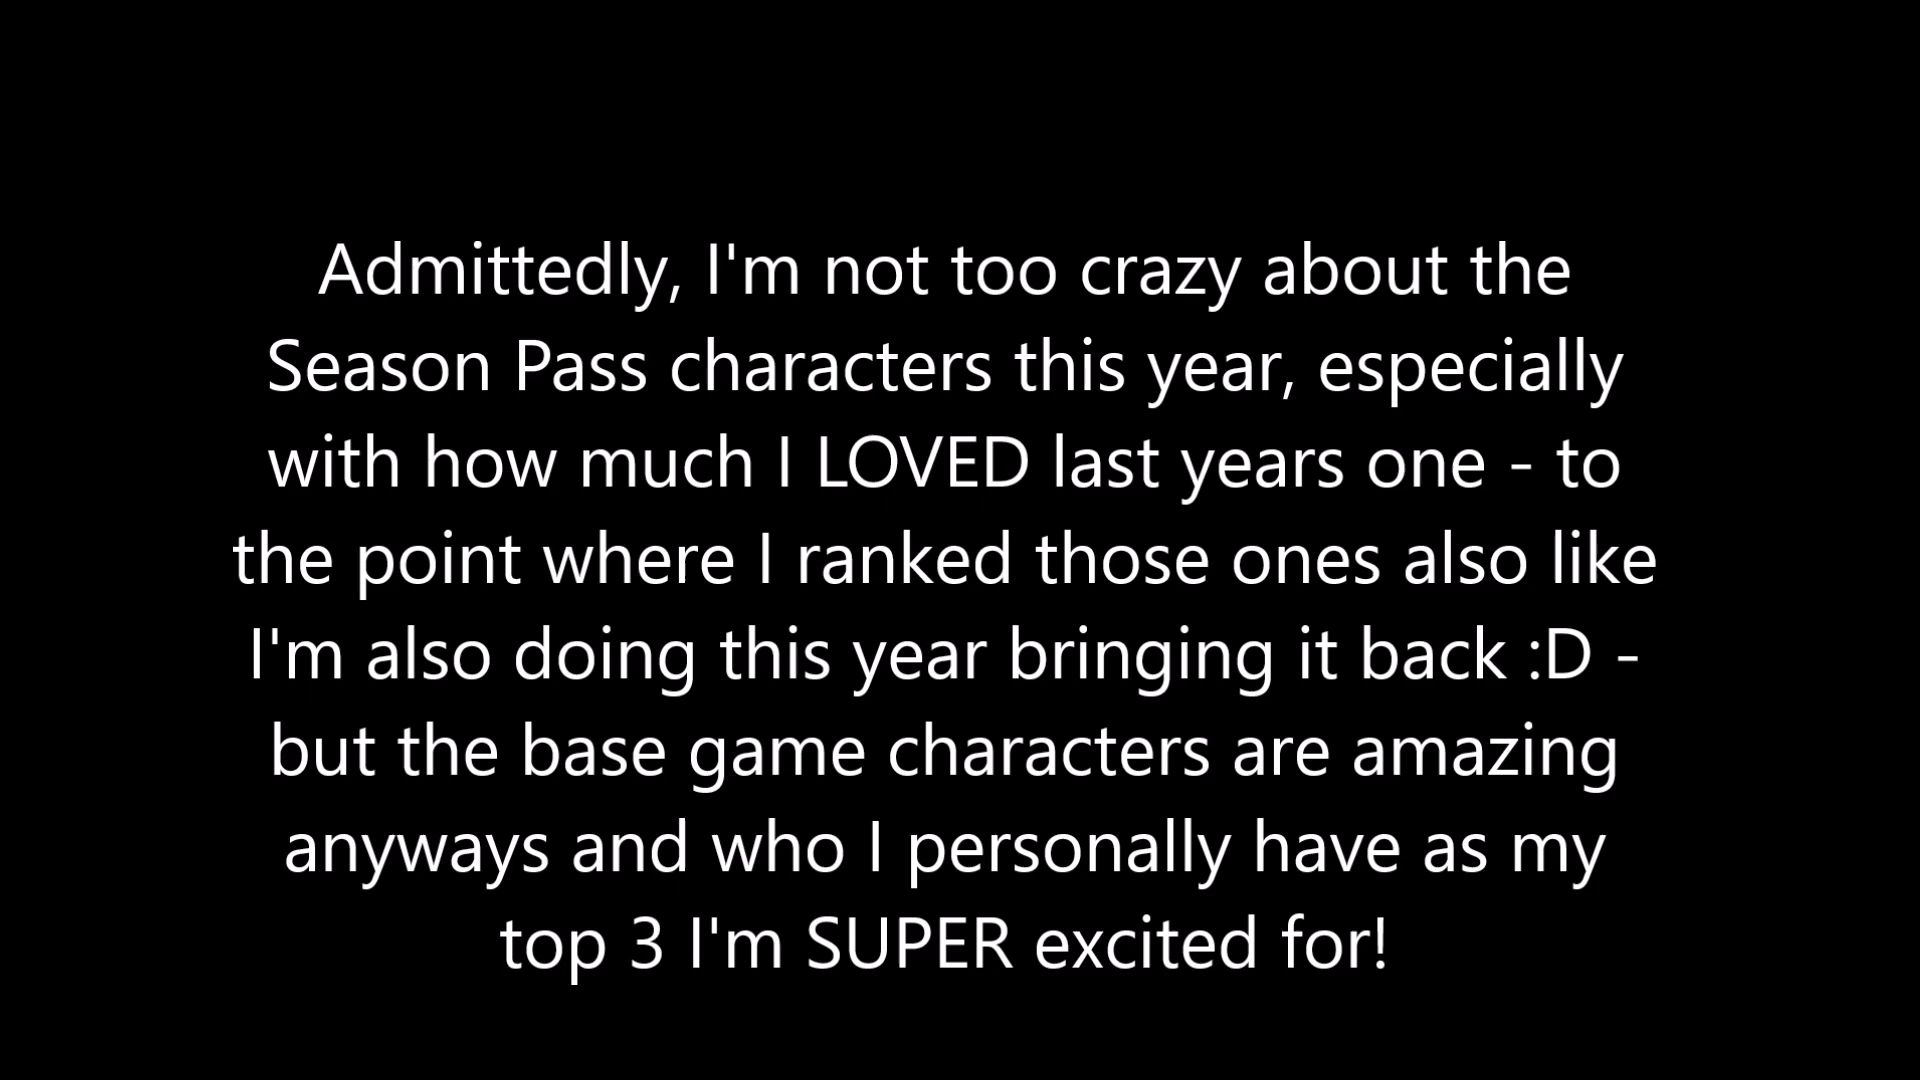 Admittedly, I'm not too crazy about the
Season Pass characters this year, especially
with how much I LOVED last years one - to
the point where I ranked those ones also like
I'm also doing this year bringing it back :D -
but the base game characters are amazing
anyways and who I personally have as my
top 3 I'm SUPER excited for!